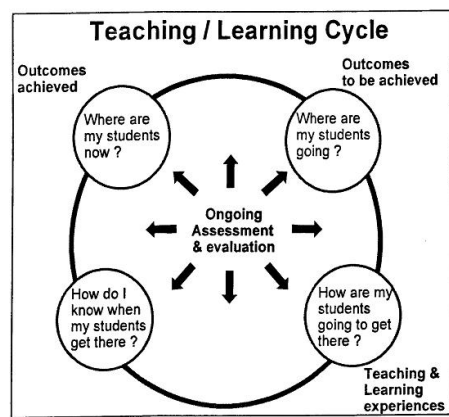 Teaching / Learning Cycle
Outcomes
achieved
Outcomes
to be achieved
Where are
my students
now ?
Where are
my students
going ?
Ongoing
Assessment
& evaluation
How do I
know when
my students
get there ?
How are my
students
going to get
there ?
Teaching &
Learning
experiences